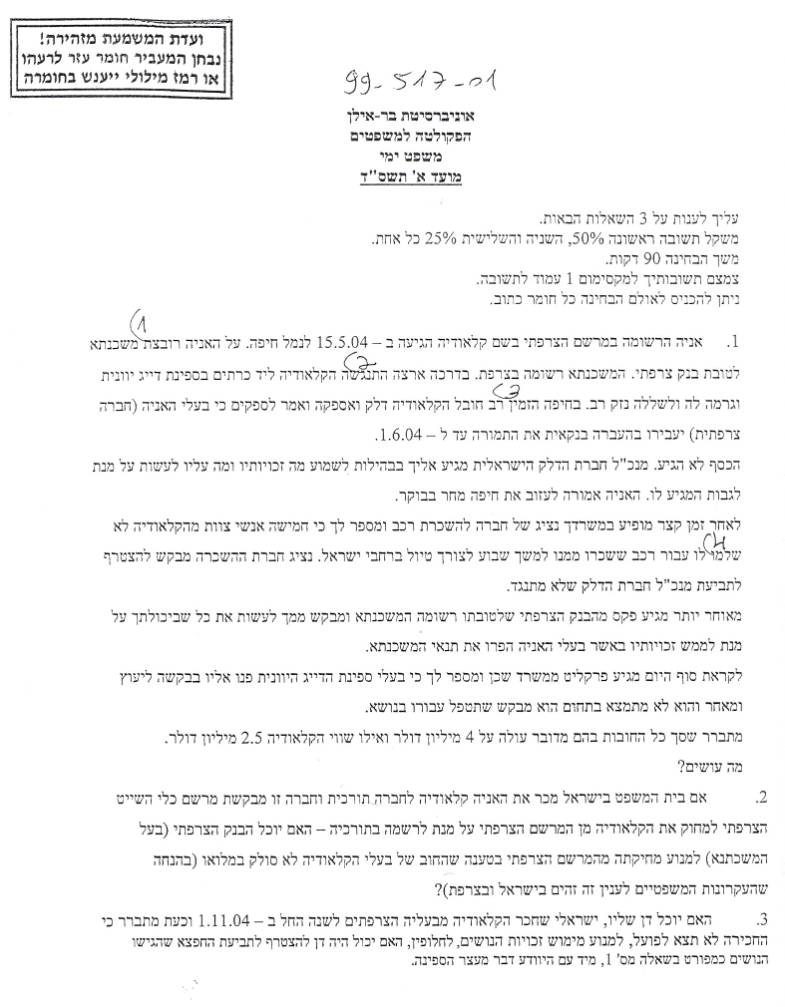 ועדת המשמעת מזהירה!
נבחן המעביר חומר עזר לרעהו
או רמז מילולי ייענש בחומרה
99-517-01
אוניברסיטת בר-אילן
הפקולטה למשפטים
משפט ימי
מועד א' תשס"ד
עליך לענות על 3 השאלות הבאות.
משקל תשובה ראשונה 50%, השניה והשלישית 25% כל אחת.
משך הבחינה 90 דקות.
צמצם תשובותיך למקסימום 1 עמוד לתשובה.
ניתן להכניס לאולם הבחינה כל חומר כתוב.
(1
1. אניה הרשומה במרשם הצרפתי בשם קלאודיה הגיעה ב – 15.5.04 לנמל חיפה. על האניה רובצת משכנתא
(2
לטובת בנק צרפתי. המשכנתא רשומה בצרפת. בדרכה ארצה התנגשה הקלאודיה ליד כרתים בספינת דייג יוונית
(3
וגרמה לה ולשללה נזק רב. בחיפה הזמין רב חובל הקלאודיה דלק ואספקה ואמר לספקים כי בעלי האניה (חברה
צרפתית) יעבירו בהעברה בנקאית את התמורה עד ל – 1.6.04.
הכסף לא הגיע. מנכ"ל חברת הדלק הישראלית מגיע אליך בבהילות לשמוע מה זכויותיו ומה עליו לעשות על מנת
לגבות המגיע לו. האניה אמורה לעזוב את חיפה מחר בבוקר.
לאחר זמן קצר מופיע במשרדך נציג של חברה להשכרת רכב ומספר לך כי חמישה אנשי צוות מהקלאודיה לא
(4
שלמו לו עבור רכב ששכרו ממנו למשך שבוע לצורך טיול ברחבי ישראל. נציג חברת ההשכרה מבקש להצטרף
לתביעת מנכ"ל חברת הדלק שלא מתנגד.
מאוחר יותר מגיע פקס מהבנק הצרפתי שלטובתו רשומה המשכנתא ומבקש ממך לעשות את כל שביכולתך על
מנת לממש זכויותיו באשר בעלי האניה הפרו את תנאי המשכנתא.
לקראת סוף היום מגיע פרקליט ממשרד שכן ומספר לך כי בעלי ספינת הדייג היוונית פנו אליו בבקשה ליעוץ
ומאחר והוא לא מתמצא בתחום הוא מבקש שתטפל עבורו בנושא.
מתברר שסך כל החובות בהם מדובר עולה על 4 מיליון דולר ואילו שווי הקלאודיה 2.5 מיליון דולר.
מה עושים?
2. אם בית המשפט בישראל מכר את האניה קלאודיה לחברה תורכית וחברה זו מבקשת מרשם כלי השייט
הצרפתי למחוק את הקלאודיה מן המרשם הצרפתי על מנת לרשמה בתורכיה – האם יוכל הבנק הצרפתי (בעל
המשכתנא) למנוע מחיקתה מהמרשם הצרפתי בטענה שהחוב של בעלי הקלאודיה לא סולק במלואו (בהנחה
שהעקרונות המשפטיים לענין זה זהים בישראל ובצרפת)?
3. האם יוכל דן שליו, ישראלי שחכר הקלאודיה מבעליה הצרפתים לשנה החל ב – 1.11.04 וכעת מתברר כי
החכירה לא תצא לפועל, למנוע מימוש זכויות הנושים, לחלופין, האם יכול היה דן להצטרף לתביעת החפצא שהגישו
הנושים כמפורט בשאלה מס' 1, מיד עם היוודע דבר מעצר הספינה.